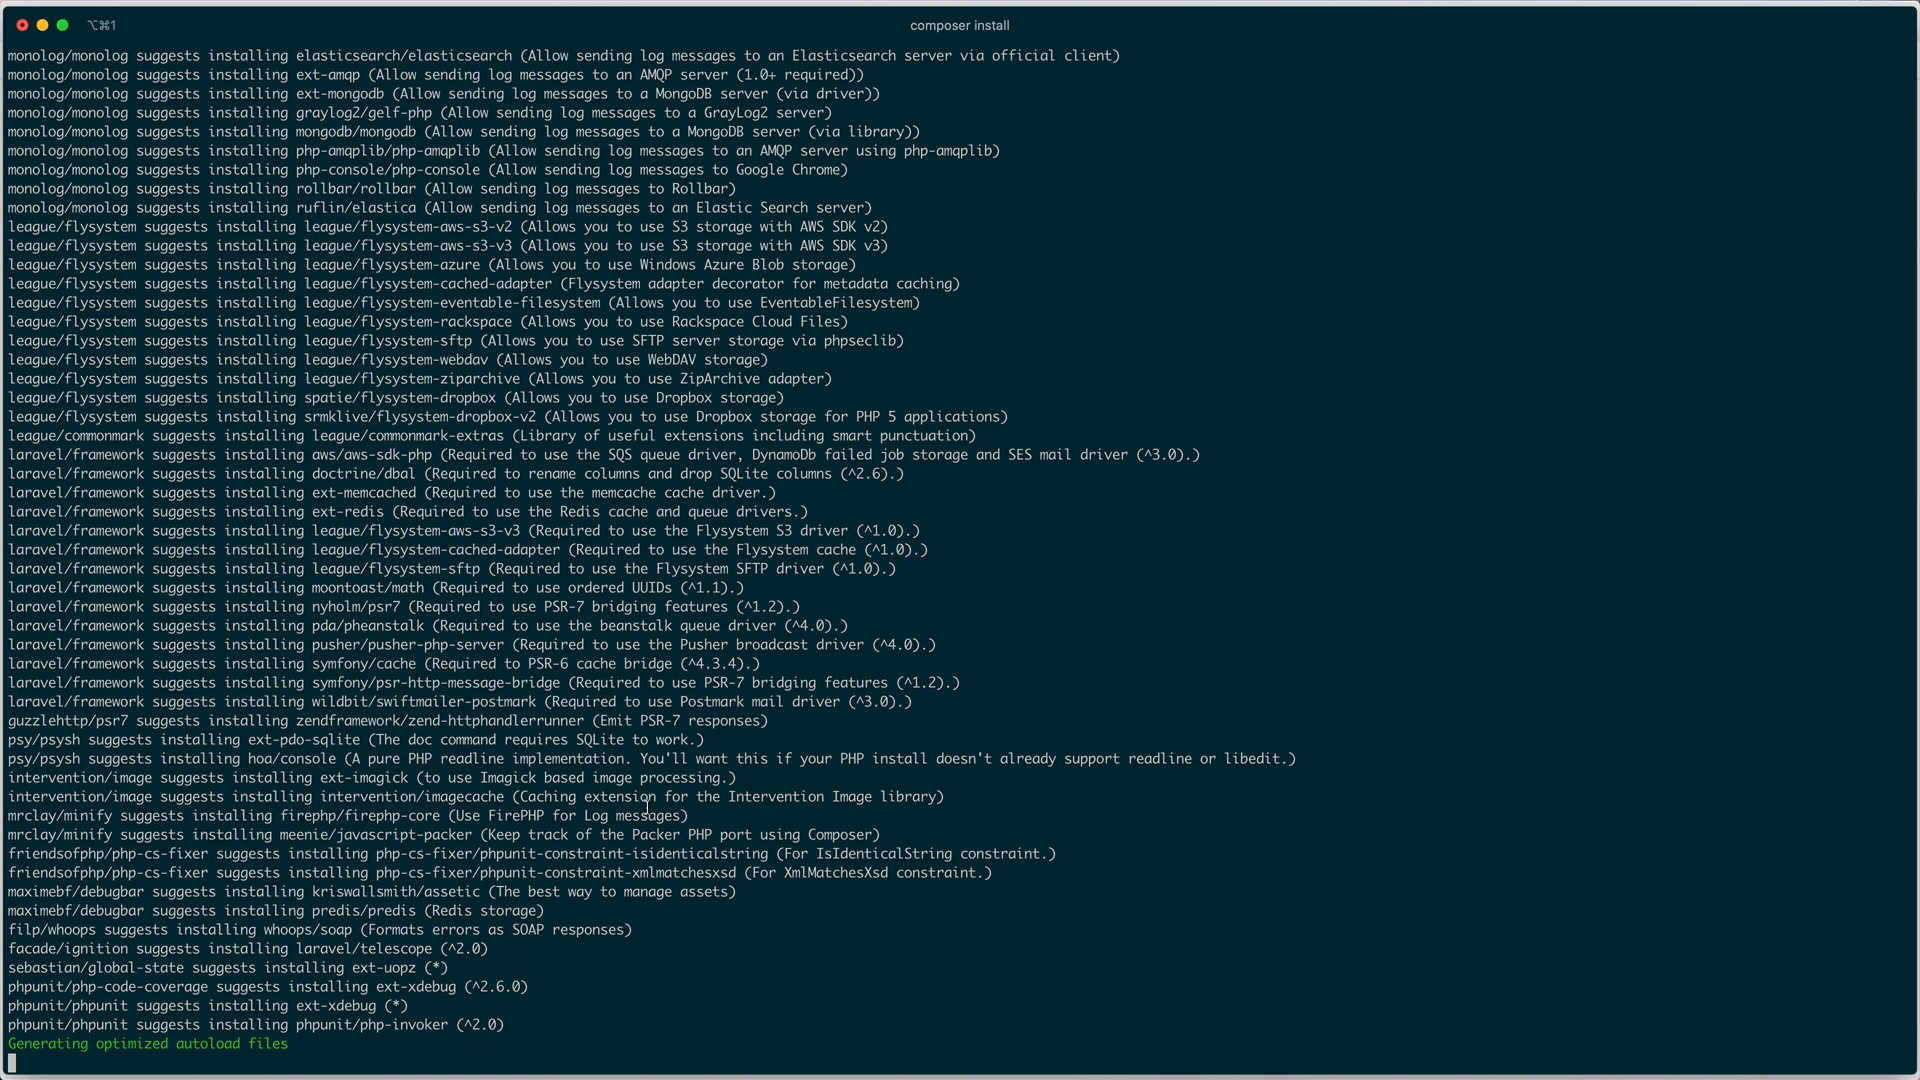 ⌥⌘1
composer install
monolog/monolog suggests installing elasticsearch/elasticsearch (Allow sending log messages to an Elasticsearch server via official client)
monolog/monolog suggests installing ext-amqp (Allow sending log messages to an AMQP server (1.0+ required))
monolog/monolog suggests installing ext-mongodb (Allow sending log messages to a MongoDB server (via driver))
monolog/monolog suggests installing graylog2/gelf-php (Allow sending log messages to a GrayLog2 server)
monolog/monolog suggests installing mongodb/mongodb (Allow sending log messages to a MongoDB server (via library))
monolog/monolog suggests installing php-amqplib/php-amqplib (Allow sending log messages to an AMQP server using php-amqplib)
monolog/monolog suggests installing php-console/php-console (Allow sending log messages to Google Chrome)
monolog/monolog suggests installing rollbar/rollbar (Allow sending log messages to Rollbar)
monolog/monolog suggests installing ruflin/elastica (Allow sending log messages to an Elastic Search server)
league/flysystem suggests installing league/flysystem-aws-s3-v2 (Allows you to use S3 storage with AWS SDK v2)
league/flysystem suggests installing league/flysystem-aws-s3-v3 (Allows you to use S3 storage with AWS SDK v3)
league/flysystem suggests installing league/flysystem-azure (Allows you to use Windows Azure Blob storage)
league/flysystem suggests installing league/flysystem-cached-adapter (Flysystem adapter decorator for metadata caching)
league/flysystem suggests installing league/flysystem-eventable-filesystem (Allows you to use EventableFilesystem)
league/flysystem suggests installing league/flysystem-rackspace (Allows you to use Rackspace Cloud Files)
league/flysystem suggests installing league/flysystem-sftp (Allows you to use SFTP server storage via phpseclib)
league/flysystem suggests installing league/flysystem-webdav (Allows you to use WebDAV storage)
league/flysystem suggests installing league/flysystem-ziparchive (Allows you to use ZipArchive adapter)
league/flysystem suggests installing spatie/flysystem-dropbox (Allows you to use Dropbox storage)
league/flysystem suggests installing srmklive/flysystem-dropbox-v2 (Allows you to use Dropbox storage for PHP 5 applications)
league/commonmark suggests installing league/commonmark-extras (Library of useful extensions including smart punctuation)
laravel/framework suggests installing aws/aws-sdk-php (Required to use the SQS queue driver, DynamoDb failed job storage and SES mail driver (^3.0).)
laravel/framework suggests installing doctrine/dbal (Required to rename columns and drop SQLite columns (^2.6).)
laravel/framework suggests installing ext-memcached (Required to use the memcache cache driver.)
laravel/framework suggests installing ext-redis (Required to use the Redis cache and queue drivers.)
laravel/framework suggests installing league/flysystem-aws-s3-v3 (Required to use the Flysystem S3 driver (^1.0).)
laravel/framework suggests installing league/flysystem-cached-adapter (Required to use the Flysystem cache (^1.0).)
laravel/framework suggests installing league/flysystem-sftp (Required to use the Flysystem SFTP driver (^1.0).)
laravel/framework suggests installing moontoast/math (Required to use ordered UUIDs (^1.1).)
laravel/framework suggests installing nyholm/psr7 (Required to use PSR-7 bridging features (^1.2).)
laravel/framework suggests installing pda/pheanstalk (Required to use the beanstalk queue driver (^4.0).)
laravel/framework suggests installing pusher/pusher-php-server (Required to use the Pusher broadcast driver (^4.0).)
laravel/framework suggests installing symfony/cache (Required to PSR-6 cache bridge (^4.3.4).)
laravel/framework suggests installing symfony/psr-http-message-bridge (Required to use PSR-7 bridging features (^1.2).)
laravel/framework suggests installing wildbit/swiftmailer-postmark (Required to use Postmark mail driver (^3.0).)
guzzlehttp/psr7 suggests installing zendframework/zend-httphandlerrunner (Emit PSR-7 responses)
psy/psysh suggests installing ext-pdo-sqlite (The doc command requires SQLite to work.)
psy/psysh suggests installing hoa/console (A pure PHP readline implementation. You'll want this if your PHP install doesn't already support readline or libedit.)
intervention/image suggests installing ext-imagick (to use Imagick based image processing.)
intervention/image suggests installing intervention/imagecache (Caching extension for the Intervention Image library)
mrclay/minify suggests installing firephp/firephp-core (Use FirePHP for Log messages)
mrclay/minify suggests installing meenie/javascript-packer (Keep track of the Packer PHP port using Composer)
friendsofphp/php-cs-fixer suggests installing php-cs-fixer/phpunit-constraint-isidenticalstring (For IsIdenticalString constraint.)
friendsofphp/php-cs-fixer suggests installing php-cs-fixer/phpunit-constraint-xmlmatchesxsd (For XmlMatchesXsd constraint.)
maximebf/debugbar suggests installing kriswallsmith/assetic (The best way to manage assets)
maximebf/debugbar suggests installing predis/predis (Redis storage)
filp/whoops suggests installing whoops/soap (Formats errors as SOAP responses)
facade/ignition suggests installing laravel/telescope (^2.0)
sebastian/global-state suggests installing ext-uopz (*)
phpunit/php-code-coverage suggests installing ext-xdebug (^2.6.0)
phpunit/phpunit suggests installing ext-xdebug (*)
phpunit/phpunit suggests installing phpunit/php-invoker (^2.0)
Generating optimized autoload files